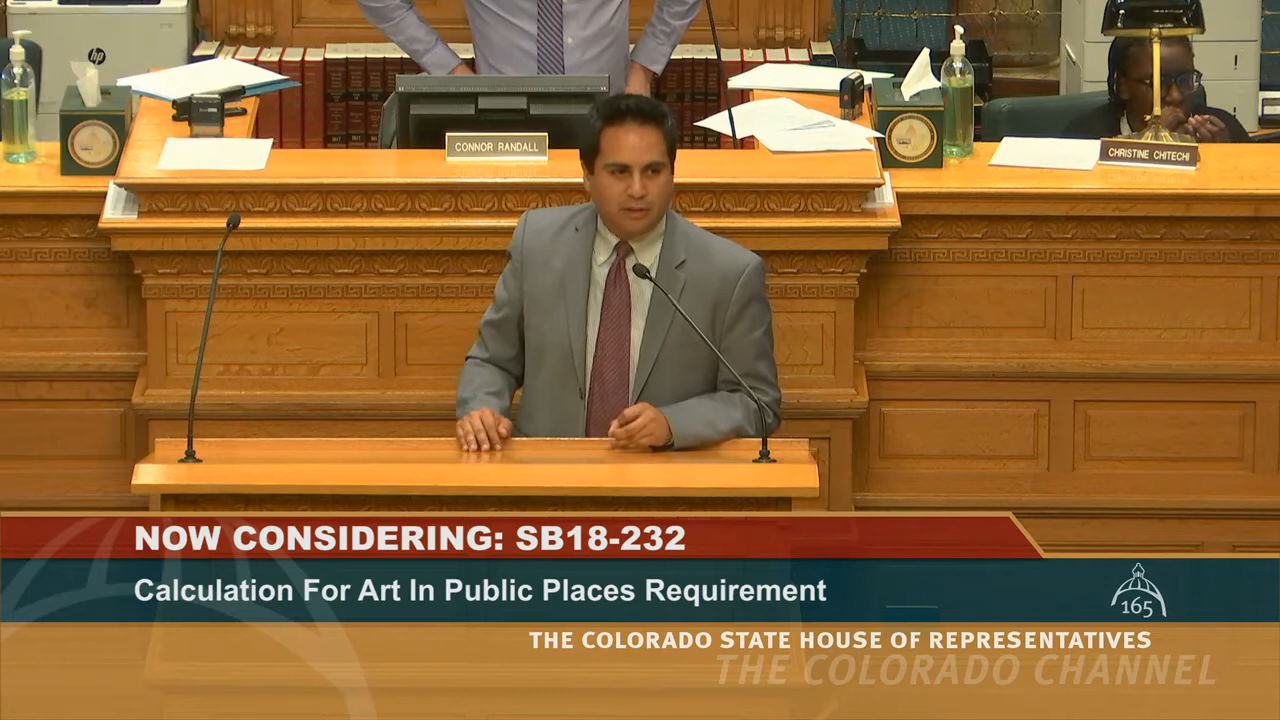 hp
CONNOR RANDALL
CHRISTINE CHITECHI
NOW CONSIDERING: SB18-232
Calculation For Art In Public Places Requirement
165
THE COLORADO STATE HOUSE OF REPRESENTATIVES
THE COLORADO CHANNEL